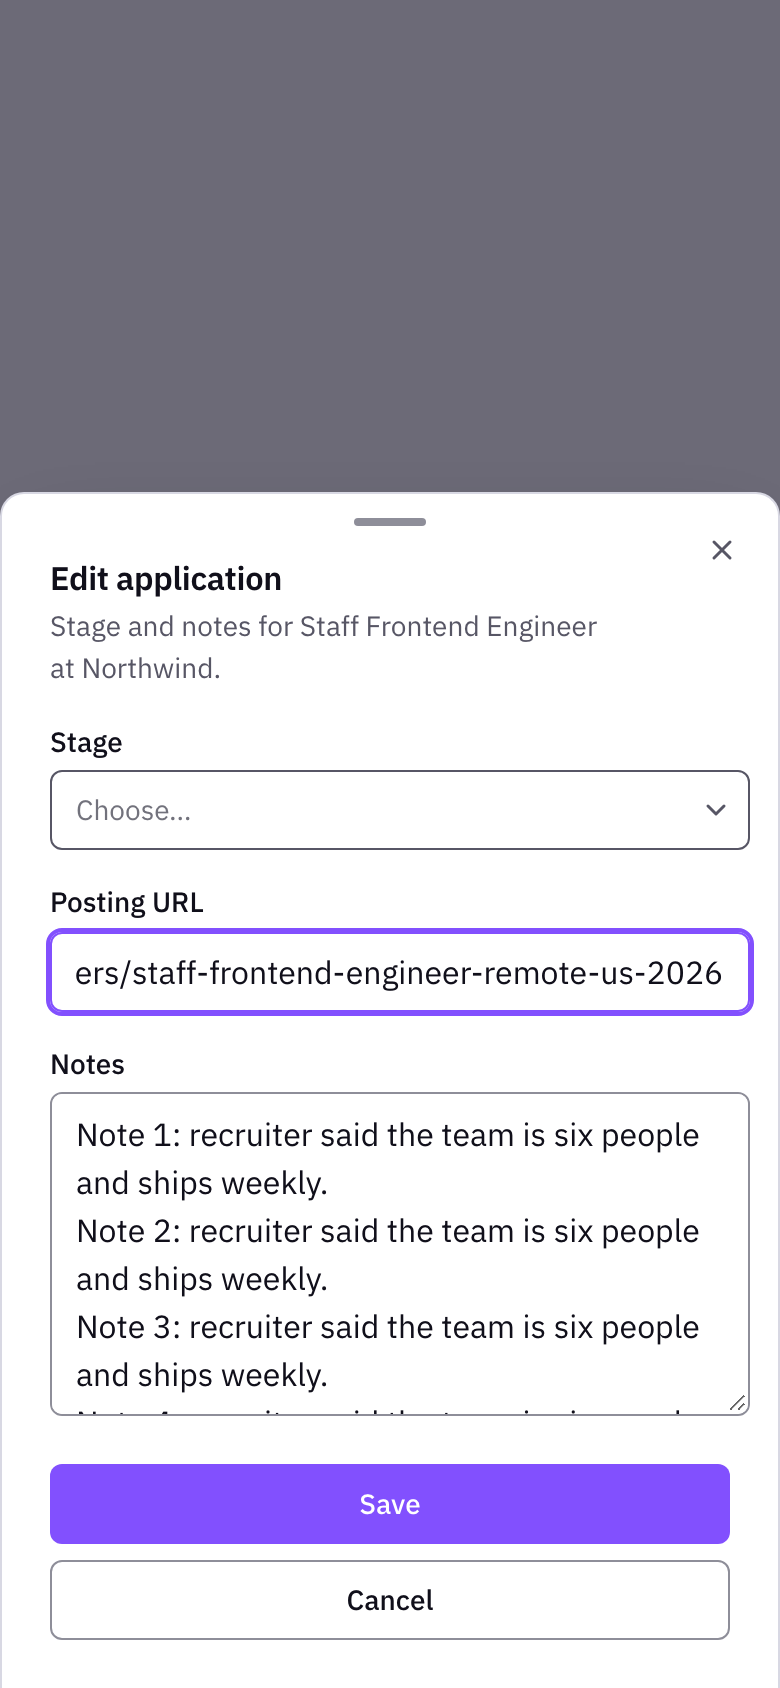 Edit application
Stage and notes for Staff Frontend Engineer
at Northwind.
Stage
Choose...
Posting URL
ers/staff-frontend-engineer-remote-us-2026
Notes
Note 1: recruiter said the team is six people
and ships weekly.
Note 2: recruiter said the team is six people
and ships weekly.
Note 3: recruiter said the team is six people
and ships weekly.
Save
Cancel